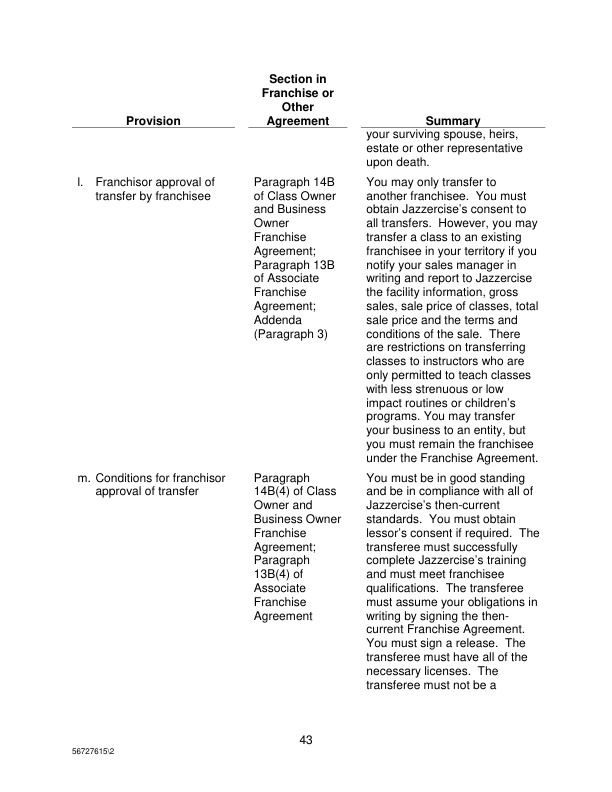 Section in
Franchise or
Other
Provision Agreement Summary
your surviving spouse, heirs,
estate or other representative
upon death.
l. Franchisor approval of Paragraph 14B You may only transfer to
transfer by franchisee of Class Owner another franchisee. You must
and Business obtain Jazzercise's consent to
Owner all transfers. However, you may
Franchise transfer a class to an existing
Agreement; franchisee in your territory if you
Paragraph 13B notify your sales manager in
of Associate writing and report to Jazzercise
Franchise the facility information, gross
Agreement; sales, sale price of classes, total
Addenda sale price and the terms and
(Paragraph 3) conditions of the sale. There
are restrictions on transferring
classes to instructors who are
only permitted to teach classes
with less strenuous or low
impact routines or children's
programs. You may transfer
your business to an entity, but
you must remain the franchisee
under the Franchise Agreement.
m. Conditions for franchisor Paragraph You must be in good standing
approval of transfer 14B(4) of Class and be in compliance with all of
Owner and Jazzercise's then-current
Business Owner standards. You must obtain
Franchise lessor's consent if required. The
Agreement; transferee must successfully
Paragraph complete Jazzercise's training
13B(4) of and must meet franchisee
Associate qualifications. The transferee
Franchise must assume your obligations in
Agreement writing by signing the then-
current Franchise Agreement.
You must sign a release. The
transferee must have all of the
necessary licenses. The
transferee must not be a
43
56727615\2